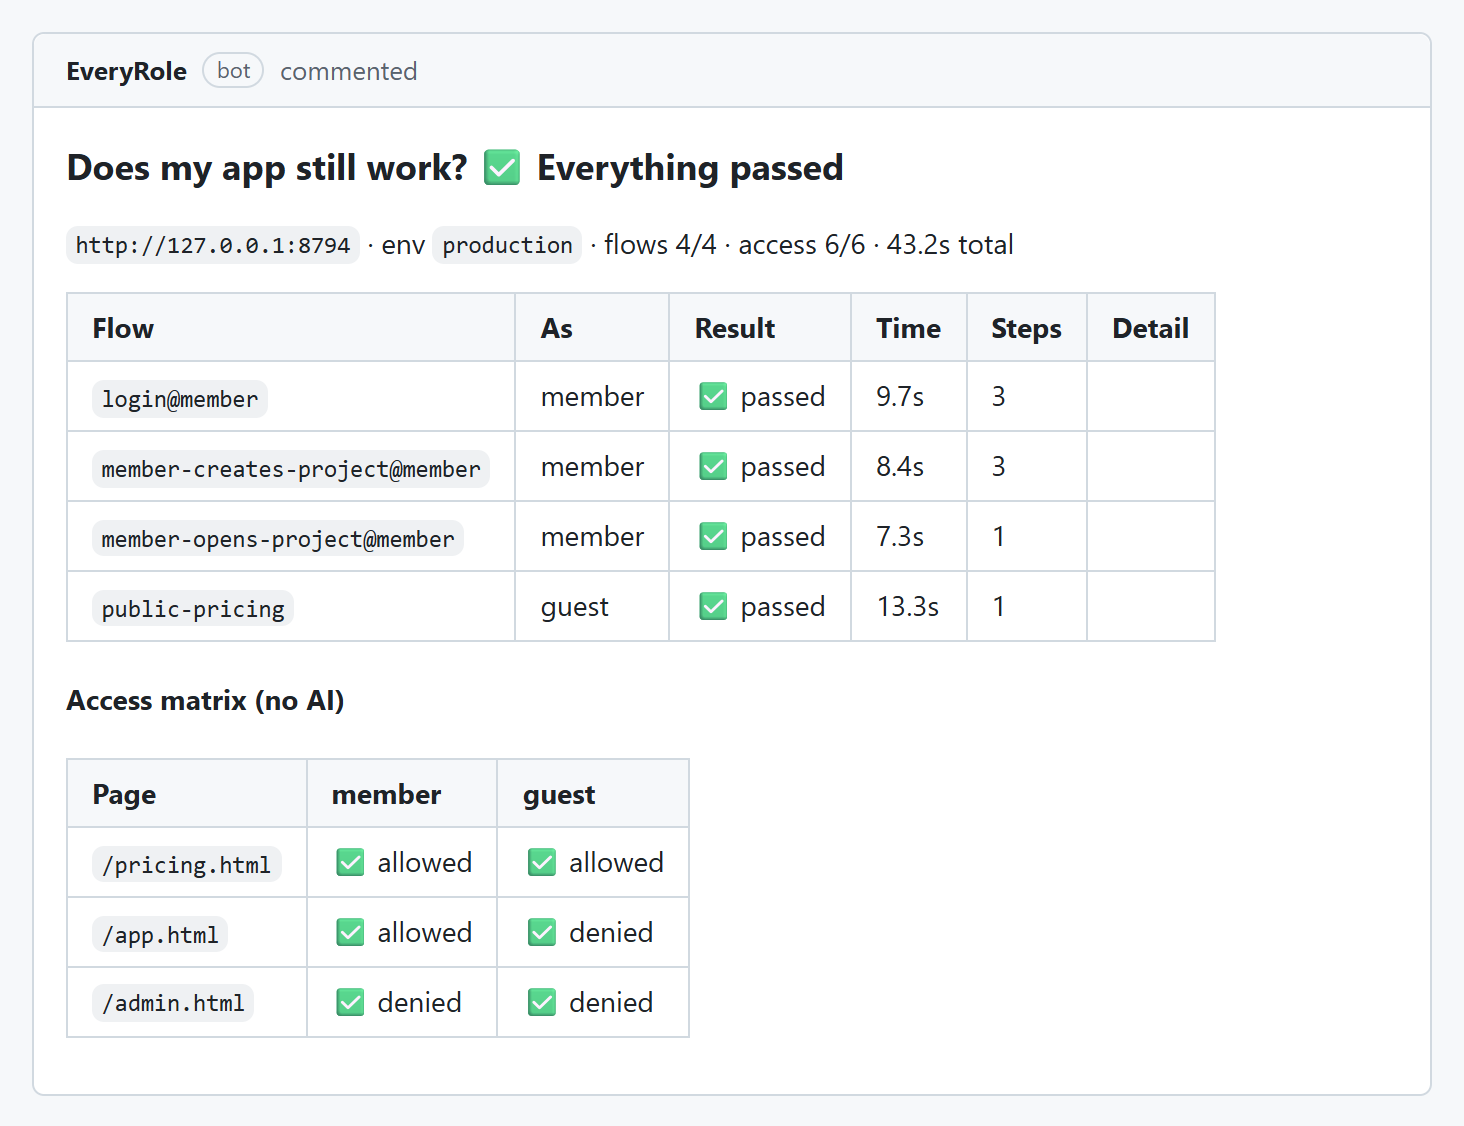 EveryRole bot commented
Does my app still work? ✅ Everything passed
http://127.0.0.1:8794 · env production · flows 4/4 · access 6/6 · 43.2s total
Flow As Result Time Steps Detail
login@member member ✅ passed 9.7s 3
member-creates-project@member member ✅ passed 8.4s 3
member-opens-project@member member ✅ passed 7.3s 1
public-pricing guest ✅ passed 13.3s 1
Access matrix (no AI)
Page member guest
/pricing.html ✅ allowed ✅ allowed
/app.html ✅ allowed ✅ denied
/admin.html ✅ denied ✅ denied